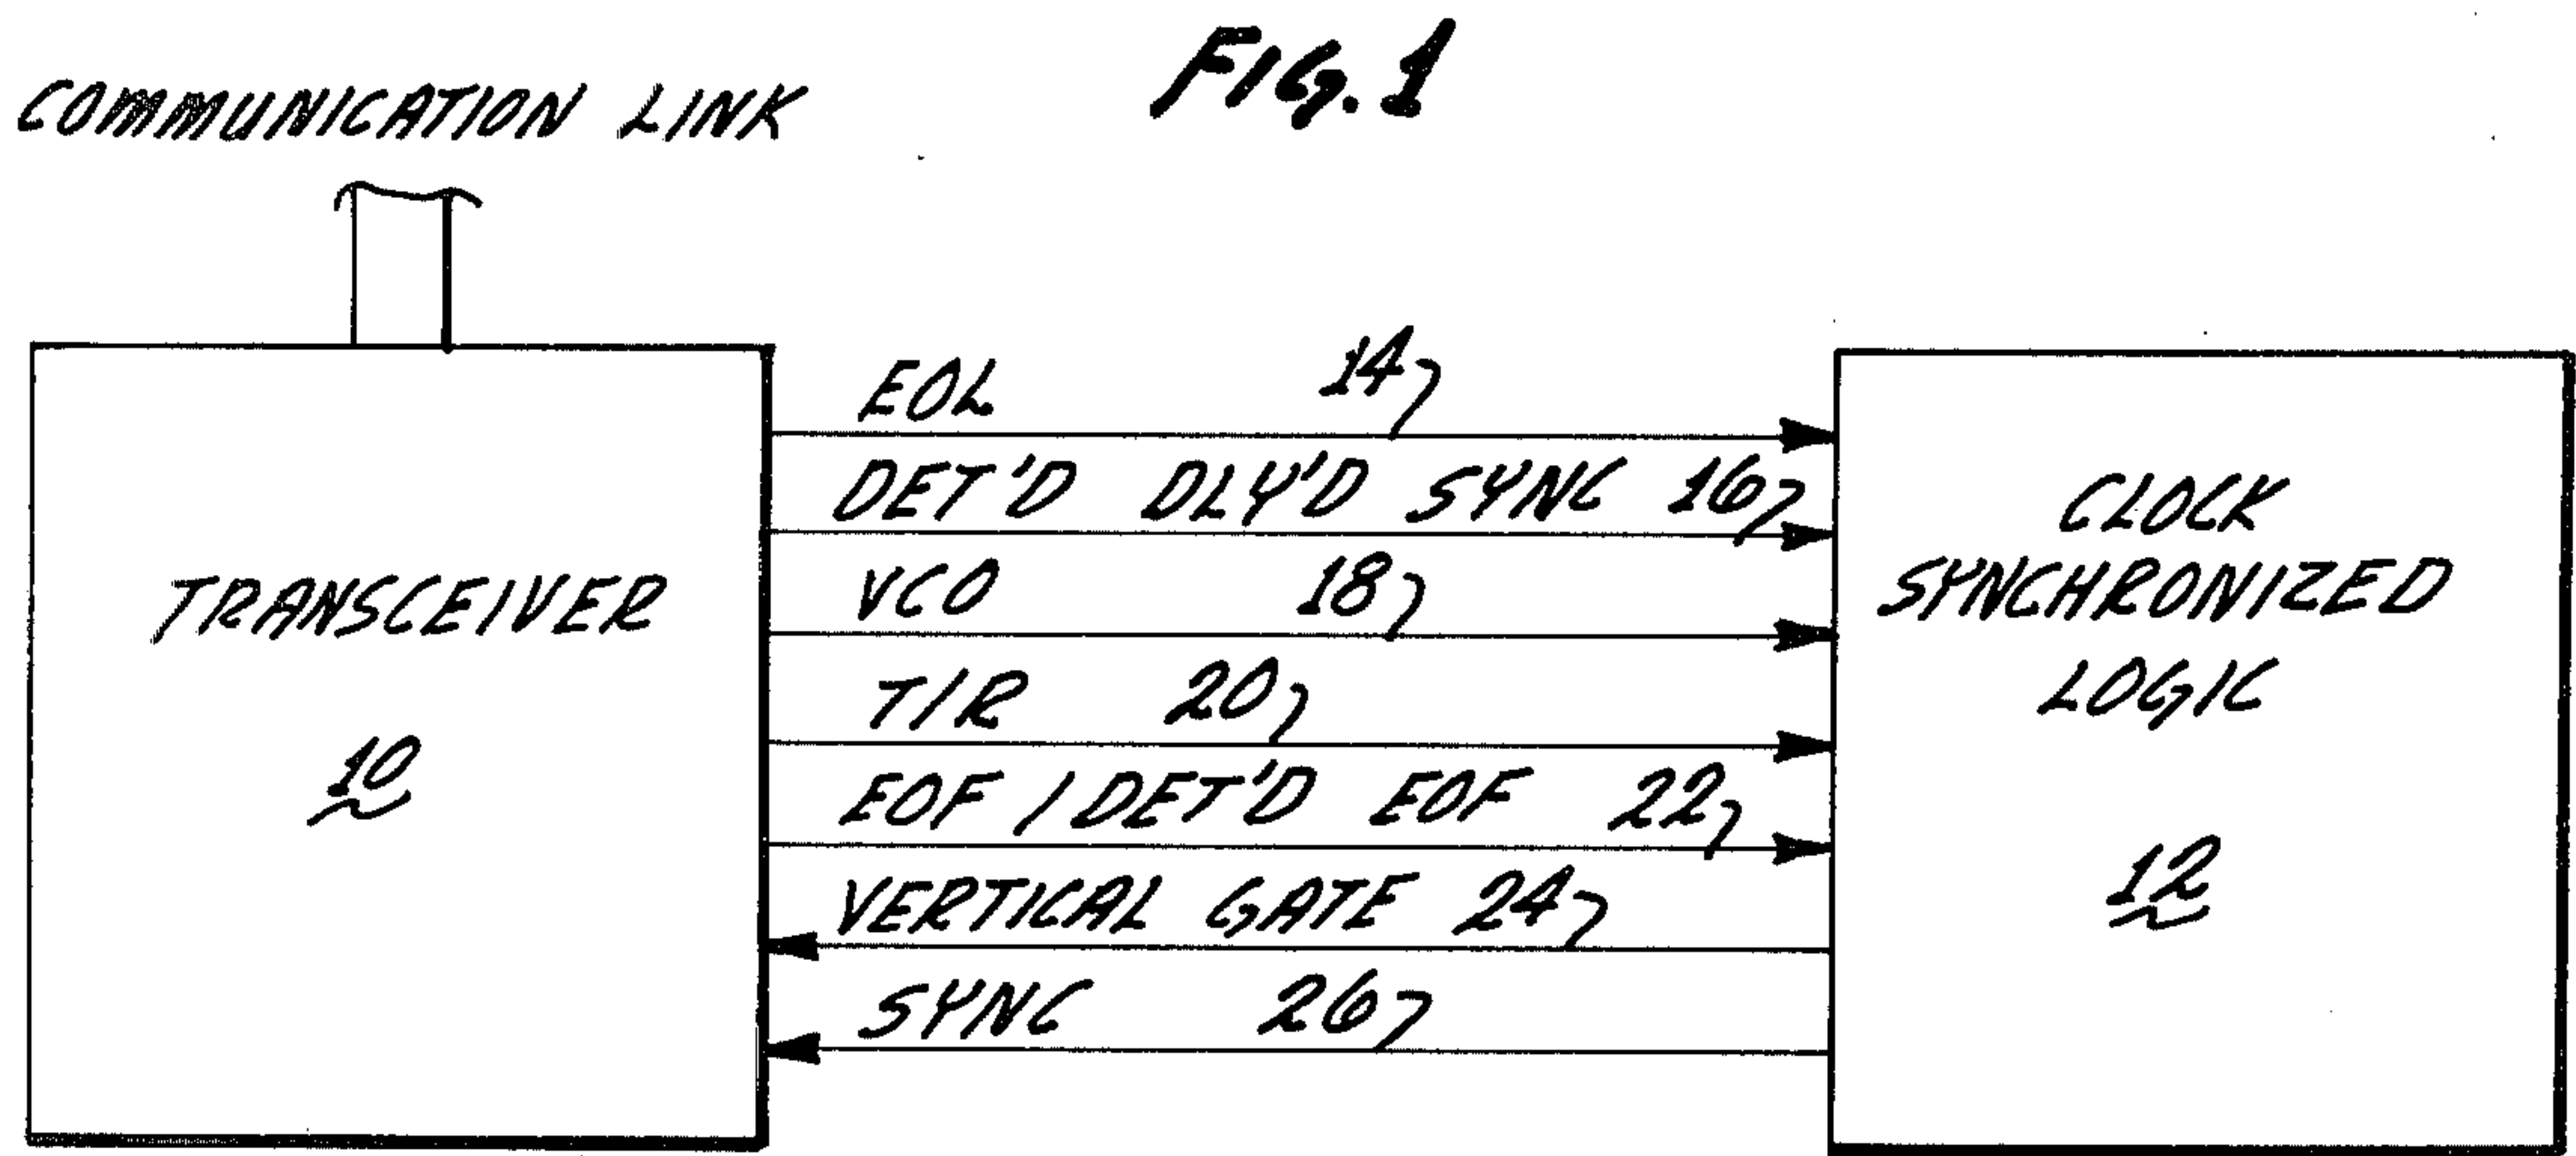 FIG. 1
COMMUNICATION LINK
TRANSCEIVER
10
EOL 14
DET'D DLY'D SYNC 16
VCO 18
T/R 20
EOF / DET'D EOF 22
VERTICAL GATE 24
SYNC 26
CLOCK
SYNCHRONIZED
LOGIC
12